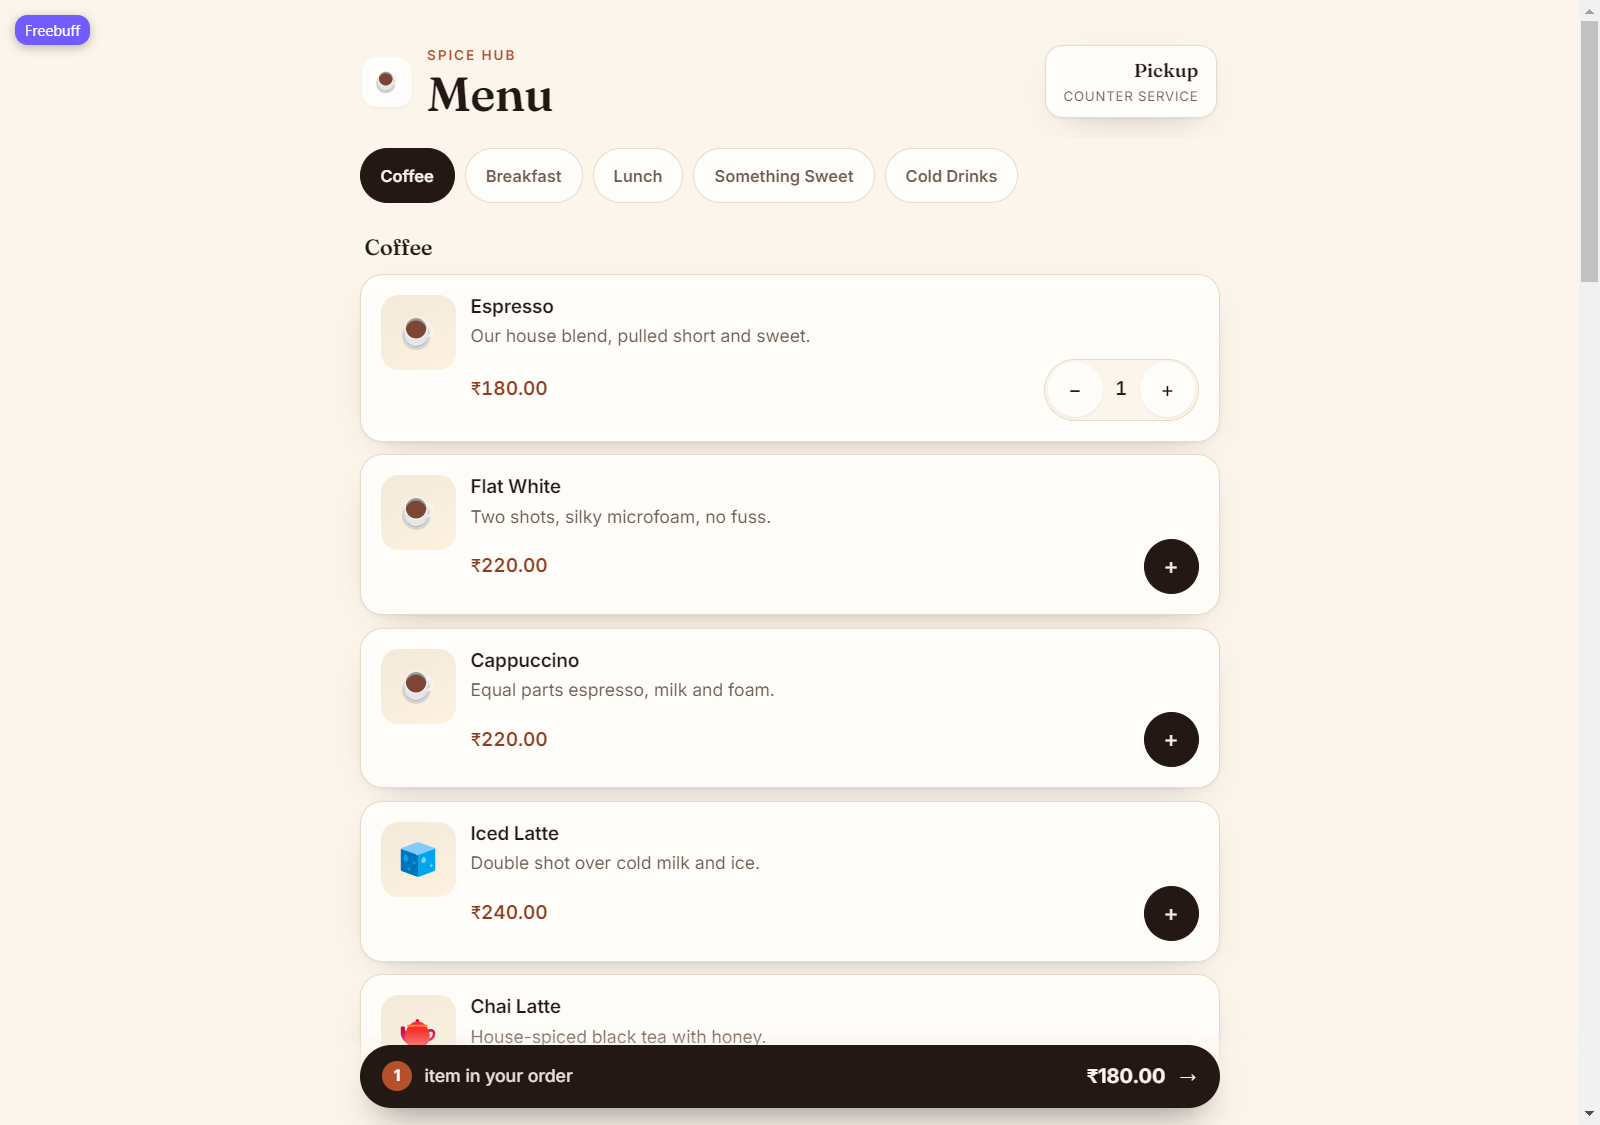 Freebuff
SPICE HUB
Menu
Pickup
COUNTER SERVICE
Coffee
Breakfast
Lunch
Something Sweet
Cold Drinks
Coffee
Espresso
Our house blend, pulled short and sweet.
₹180.00
− 1 +
Flat White
Two shots, silky microfoam, no fuss.
₹220.00
+
Cappuccino
Equal parts espresso, milk and foam.
₹220.00
+
Iced Latte
Double shot over cold milk and ice.
₹240.00
+
Chai Latte
House-spiced black tea with honey.
1 item in your order
₹180.00 →